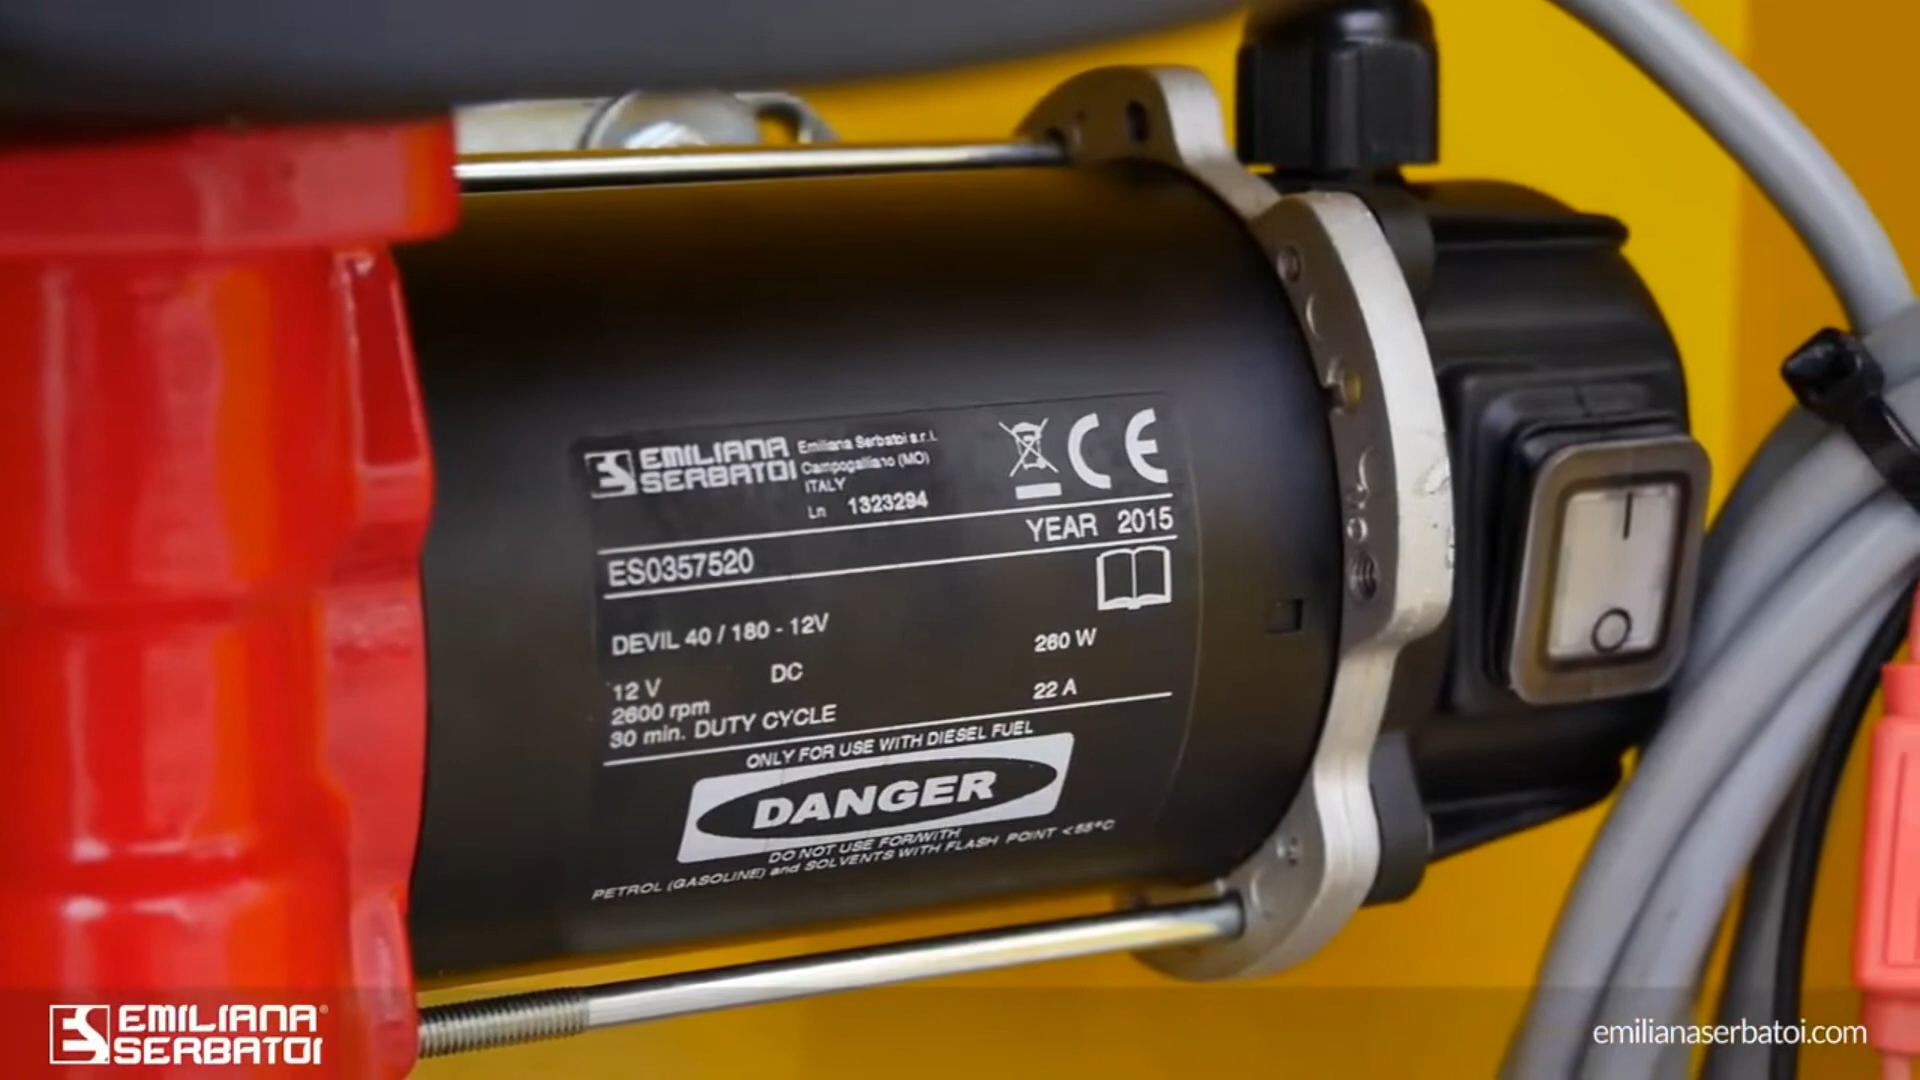 EMILIANA
SERBATOI
Emiliana Serbatoi s.r.l.
Campogalliano (MO)
ITALY
Ln 1323294
CE
YEAR 2015
ES0357520
DEVIL 40 / 180 - 12V
260 W
DC
12 V
22 A
2600 rpm
30 min. DUTY CYCLE
ONLY FOR USE WITH DIESEL FUEL
DANGER
DO NOT USE FOR/WITH
PETROL (GASOLINE) and SOLVENTS WITH FLASH POINT <55°C
EMILIANA®
SERBATOI
emilianaserbatoi.com